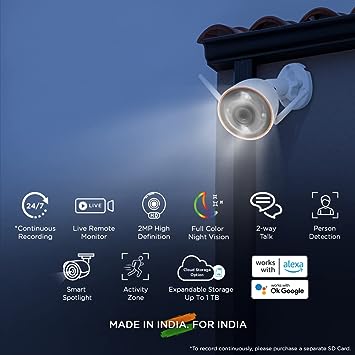 24/7
LIVE
HD
*Continuous
Recording
Live Remote
Monitor
2MP High
Definition
Full Color
Night Vision
2-way
Talk
Person
Detection
Smart
Spotlight
Activity
Zone
Cloud Storage
Option
Expandable Storage
Up To 1 TB
works
with
alexa
works with
Ok Google
MADE IN INDIA. FOR INDIA
*To record continuously, please purchase a separate SD Card.